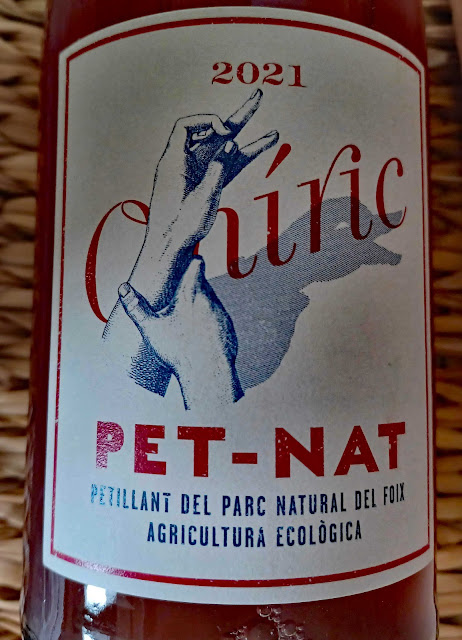 2021
Oníric
PET-NAT
PETILLANT DEL PARC NATURAL DEL FOIX
AGRICULTURA ECOLÒGICA